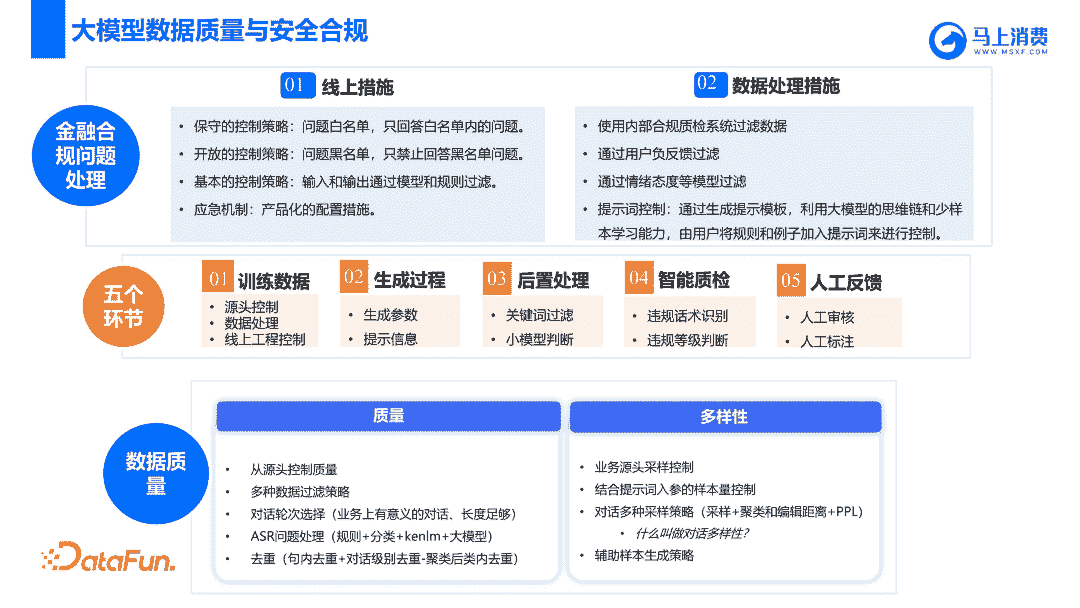 大模型数据质量与安全合规
马上消费
WWW.MSXF.COM
金融合
规问题
处理
01 线上措施
• 保守的控制策略：问题白名单，只回答白名单内的问题。
• 开放的控制策略：问题黑名单，只禁止回答黑名单问题。
• 基本的控制策略：输入和输出通过模型和规则过滤。
• 应急机制：产品化的配置措施。
02 数据处理措施
• 使用内部合规质检系统过滤数据
• 通过用户负反馈过滤
• 通过情绪态度等模型过滤
• 提示词控制：通过生成提示模板，利用大模型的思维链和少样
本学习能力，由用户将规则和例子加入提示词来进行控制。
五个
环节
01 训练数据
• 源头控制
• 数据处理
• 线上工程控制
02 生成过程
• 生成参数
• 提示信息
03 后置处理
• 关键词过滤
• 小模型判断
04 智能质检
• 违规话术识别
• 违规等级判断
05 人工反馈
• 人工审核
• 人工标注
数据质
量
质量
• 从源头控制质量
• 多种数据过滤策略
• 对话轮次选择（业务上有意义的对话、长度足够）
• ASR问题处理（规则+分类+kenlm+大模型）
• 去重（句内去重+对话级别去重-聚类后类内去重）
多样性
• 业务源头采样控制
• 结合提示词入参的样本量控制
• 对话多种采样策略（采样+聚类和编辑距离+PPL）
• 什么叫做对话多样性?
• 辅助样本生成策略
DataFun.